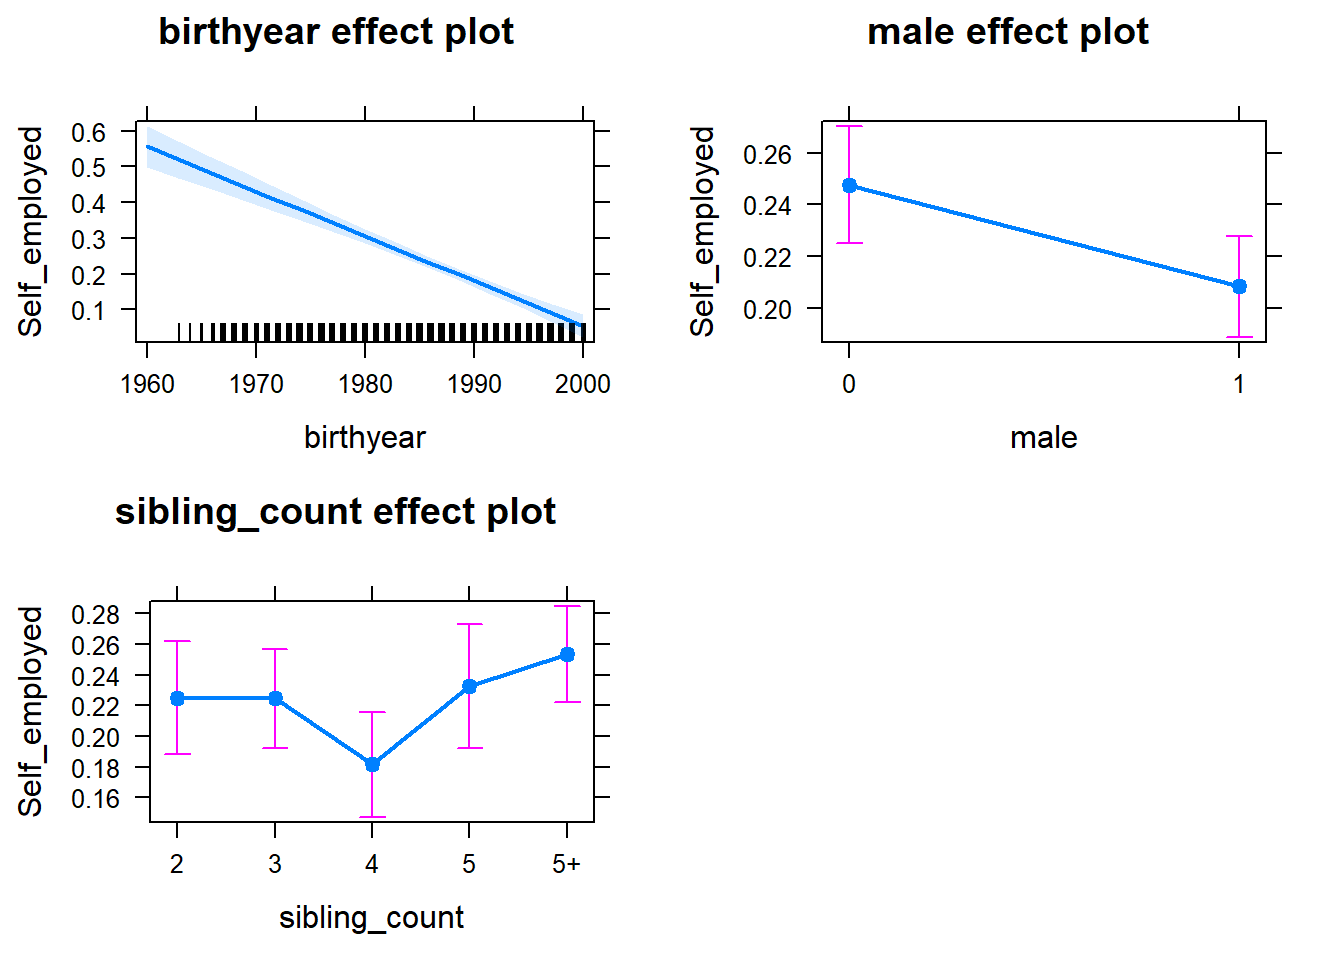 birthyear effect plot
Self_employed
0.6
0.5
0.4
0.3
0.2
0.1
1960 1970 1980 1990 2000
birthyear
male effect plot
Self_employed
0.26
0.24
0.22
0.20
0 1
male
sibling_count effect plot
Self_employed
0.28
0.26
0.24
0.22
0.20
0.18
0.16
2 3 4 5 5+
sibling_count